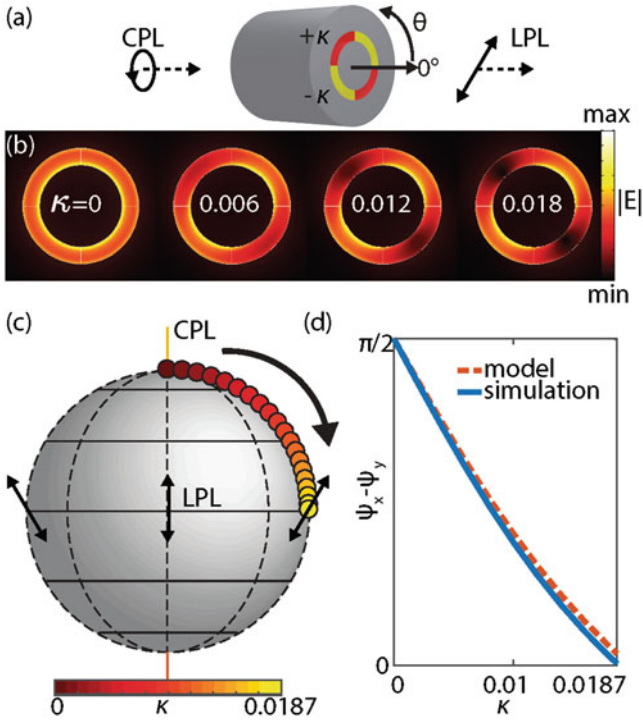 (a)
CPL
+κ
-κ
θ
0°
LPL
(b)
κ=0
0.006
0.012
0.018
max
|E|
min
(c)
CPL
LPL
0
κ
0.0187
(d)
π/2
model
simulation
ψx-ψy
0
0
0.01
0.0187
κ